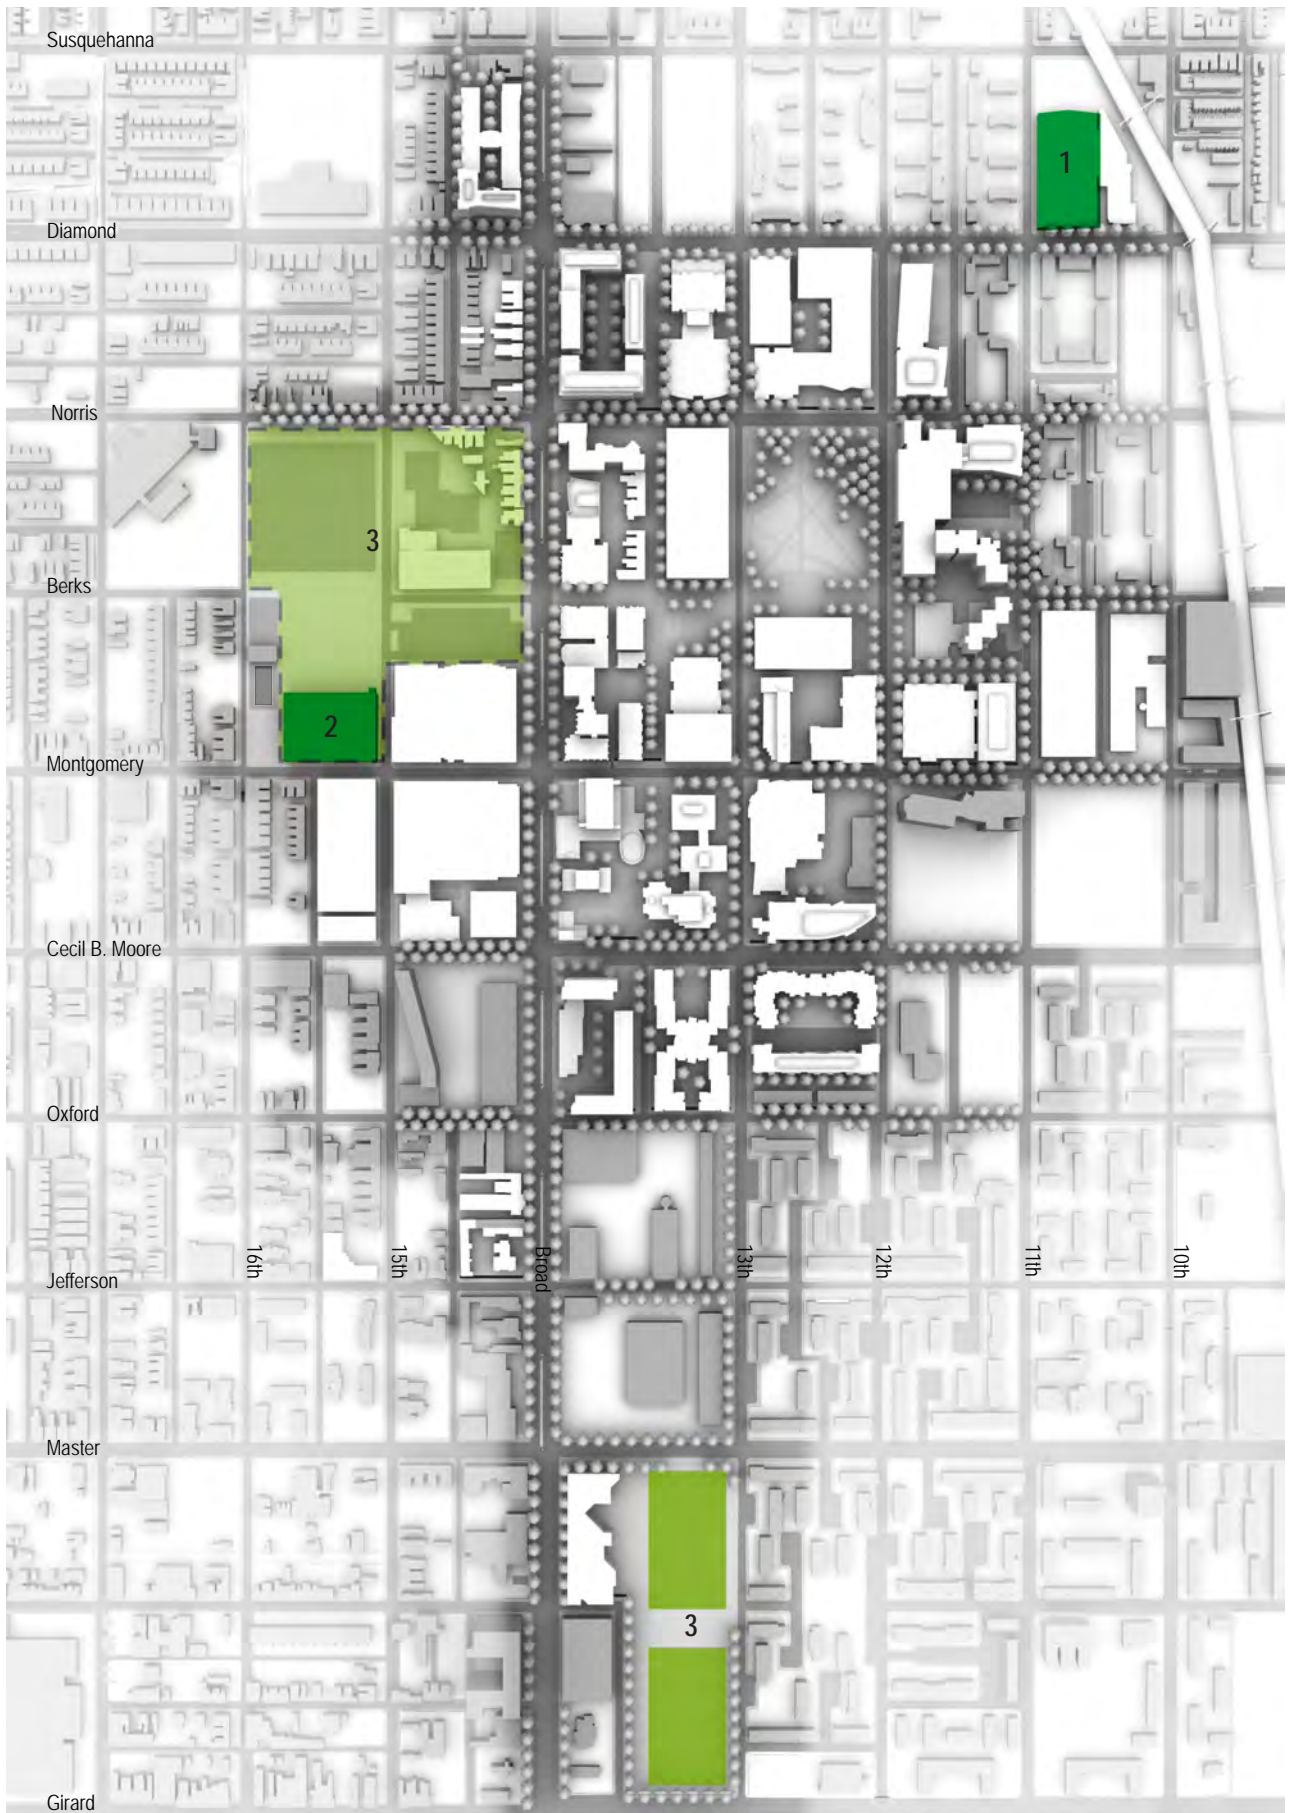 Susquehanna
1
Diamond
Norris
3
Berks
2
Montgomery
Cecil B. Moore
Oxford
16th
15th
Broad
13th
12th
11th
10th
Jefferson
Master
3
Girard